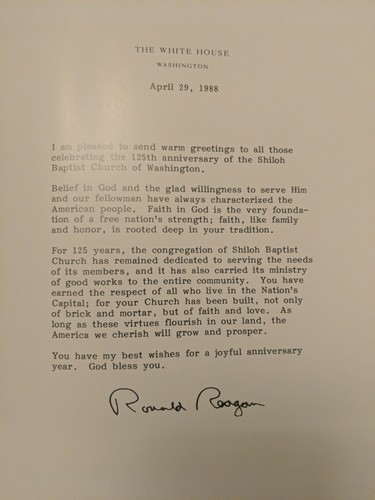 THE WHITE HOUSE
WASHINGTON
April 29, 1988
I am pleased to send warm greetings to all those
celebrating the 125th anniversary of the Shiloh
Baptist Church of Washington.
Belief in God and the glad willingness to serve Him
and our fellowman have always characterized the
American people. Faith in God is the very founda-
tion of a free nation's strength; faith, like family
and honor, is rooted deep in your tradition.
For 125 years, the congregation of Shiloh Baptist
Church has remained dedicated to serving the needs
of its members, and it has also carried its ministry
of good works to the entire community. You have
earned the respect of all who live in the Nation's
Capital; for your Church has been built, not only
of brick and mortar, but of faith and love. As
long as these virtues flourish in our land, the
America we cherish will grow and prosper.
You have my best wishes for a joyful anniversary
year. God bless you.
Ronald Reagan